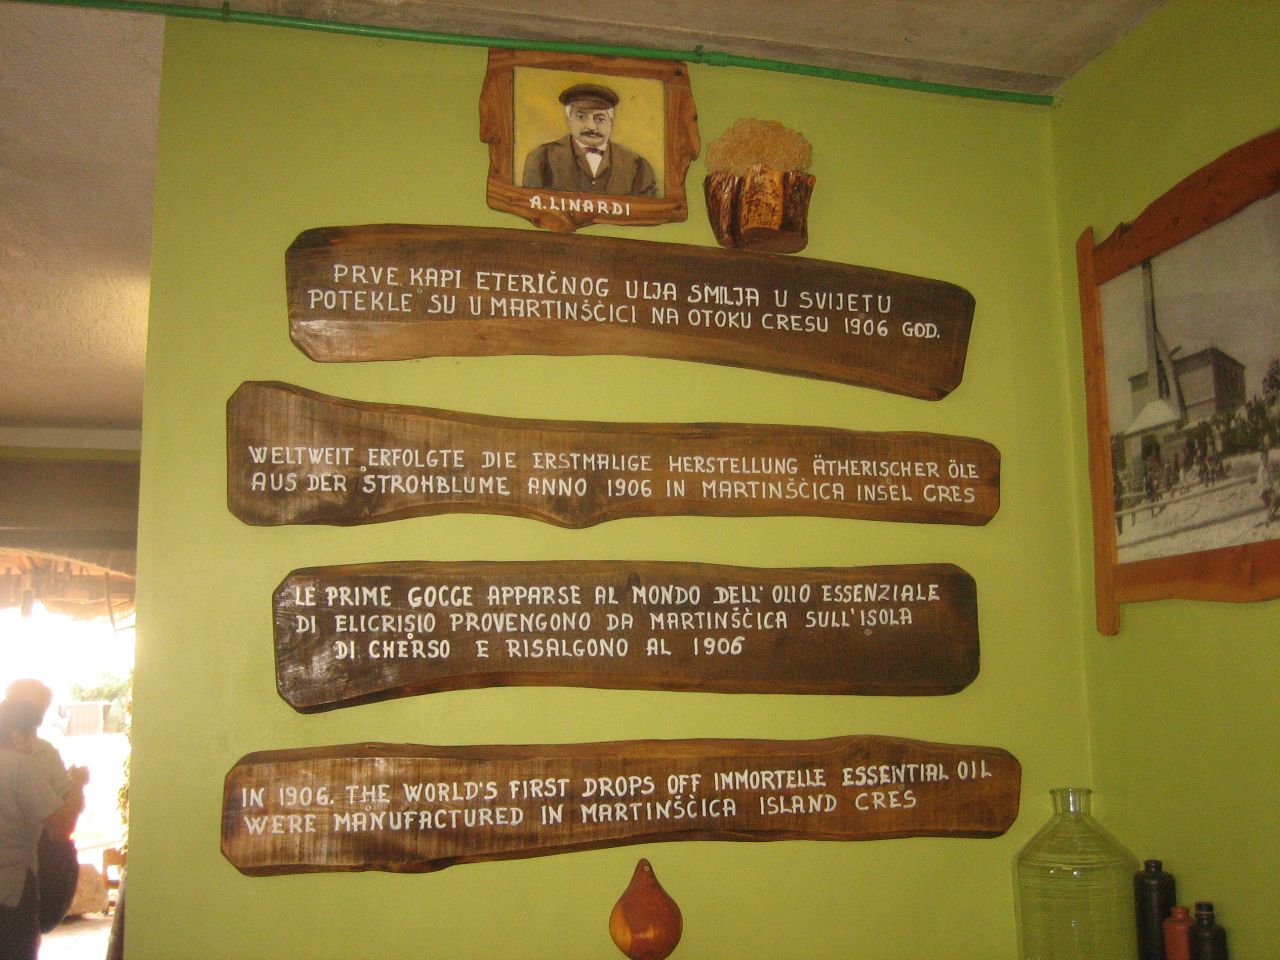 A. LINARDI
PRVE KAPI ETERIČNOG ULJA SMILJA U SVIJETU
POTEKLE SU U MARTINŠČICI NA OTOKU CRESU 1906 GOD.
WELTWEIT ERFOLGTE DIE ERSTMALIGE HERSTELLUNG ÄTHERISCHER ÖLE
AUS DER STROHBLUME ANNO 1906 IN MARTINŠČICA INSEL CRES
LE PRIME GOCCE APPARSE AL MONDO DELL'OLIO ESSENZIALE
DI ELICRISIO PROVENGONO DA MARTINŠČICA SULL'ISOLA
DI CHERSO E RISALGONO AL 1906
IN 1906. THE WORLD'S FIRST DROPS OFF IMMORTELLE ESSENTIAL OIL
WERE MANUFACTURED IN MARTINŠČICA ISLAND CRES